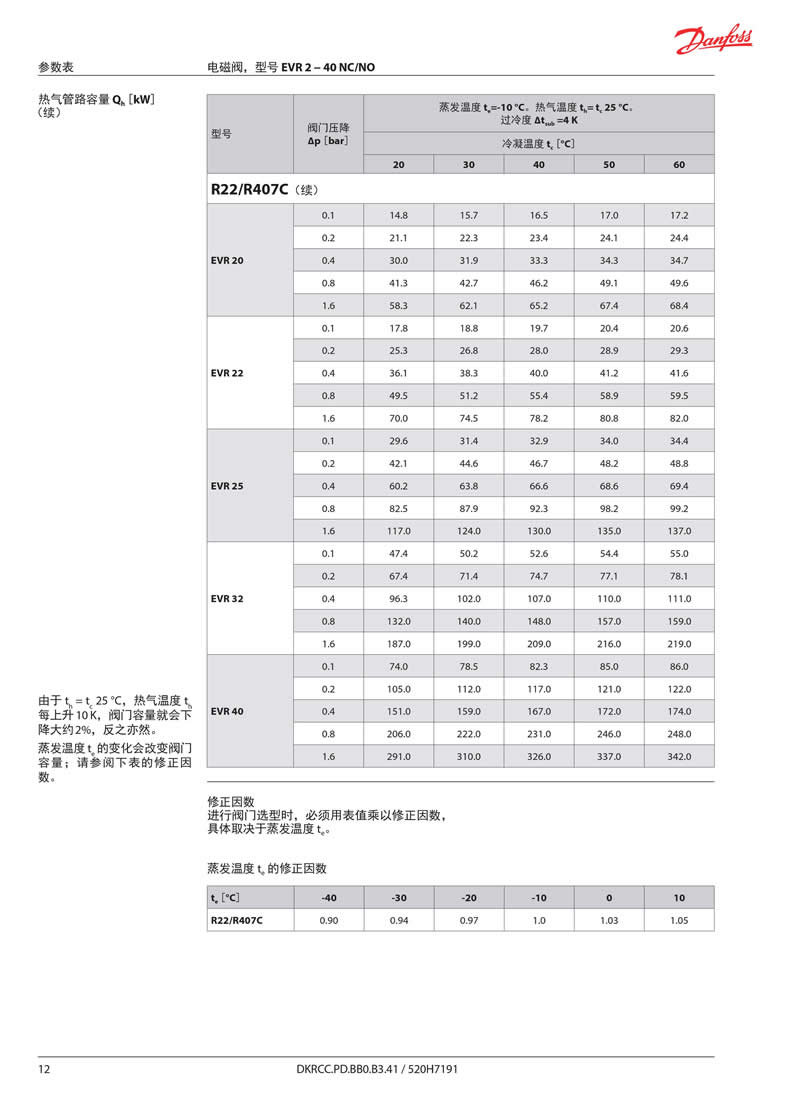 Danfoss
参数表 电磁阀，型号 EVR 2 – 40 NC/NO
热气管路容量 Qh [kW]
（续）
型号 阀门压降 Δp [bar] 蒸发温度 te=-10 °C。热气温度 th= tc 25 °C。
过冷度 Δtsub =4 K
冷凝温度 tc [°C]
20 30 40 50 60
R22/R407C（续）
EVR 20
0.1 14.8 15.7 16.5 17.0 17.2
0.2 21.1 22.3 23.4 24.1 24.4
0.4 30.0 31.9 33.3 34.3 34.7
0.8 41.3 42.7 46.2 49.1 49.6
1.6 58.3 62.1 65.2 67.4 68.4
EVR 22
0.1 17.8 18.8 19.7 20.4 20.6
0.2 25.3 26.8 28.0 28.9 29.3
0.4 36.1 38.3 40.0 41.2 41.6
0.8 49.5 51.2 55.4 58.9 59.5
1.6 70.0 74.5 78.2 80.8 82.0
EVR 25
0.1 29.6 31.4 32.9 34.0 34.4
0.2 42.1 44.6 46.7 48.2 48.8
0.4 60.2 63.8 66.6 68.6 69.4
0.8 82.5 87.9 92.3 98.2 99.2
1.6 117.0 124.0 130.0 135.0 137.0
EVR 32
0.1 47.4 50.2 52.6 54.4 55.0
0.2 67.4 71.4 74.7 77.1 78.1
0.4 96.3 102.0 107.0 110.0 111.0
0.8 132.0 140.0 148.0 157.0 159.0
1.6 187.0 199.0 209.0 216.0 219.0
EVR 40
0.1 74.0 78.5 82.3 85.0 86.0
0.2 105.0 112.0 117.0 121.0 122.0
0.4 151.0 159.0 167.0 172.0 174.0
0.8 206.0 222.0 231.0 246.0 248.0
1.6 291.0 310.0 326.0 337.0 342.0
由于 th = tc 25 °C，热气温度 th
每上升 10 K，阀门容量就会下
降大约 2%，反之亦然。
蒸发温度 te 的变化会改变阀门
容量；请参阅下表的修正因
数。
修正因数
进行阀门选型时，必须用表值乘以修正因数，
具体取决于蒸发温度 te。
蒸发温度 te 的修正因数
te [°C] -40 -30 -20 -10 0 10
R22/R407C 0.90 0.94 0.97 1.0 1.03 1.05
12 DKRCC.PD.BB0.B3.41 / 520H7191